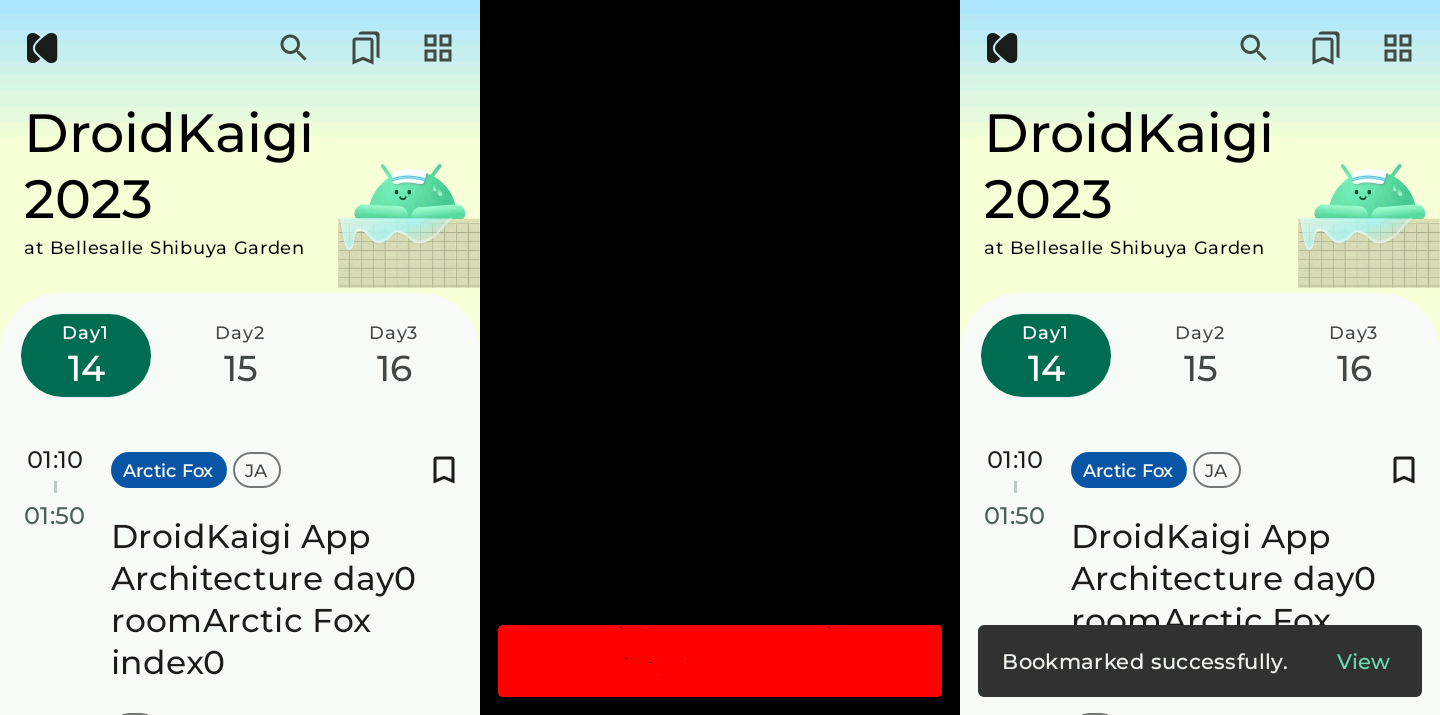 DroidKaigi
2023
at Bellesalle Shibuya Garden
Day1
14
Day2
15
Day3
16
01:10
01:50
Arctic Fox
JA
DroidKaigi App
Architecture day0
roomArctic Fox
index0
DroidKaigi
2023
at Bellesalle Shibuya Garden
Day1
14
Day2
15
Day3
16
01:10
01:50
Arctic Fox
JA
DroidKaigi App
Architecture day0
roomArctic Fox
Bookmarked successfully. View